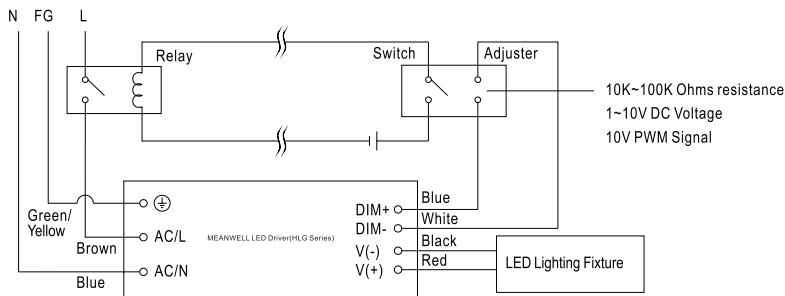 N FG L
Relay
Switch
Adjuster
10K~100K Ohms resistance
1~10V DC Voltage
10V PWM Signal
Green/
Yellow
Brown
Blue
AC/L
AC/N
MEANWELL LED Driver(HLG Series)
DIM+
DIM-
V(-)
V(+)
Blue
White
Black
Red
LED Lighting Fixture